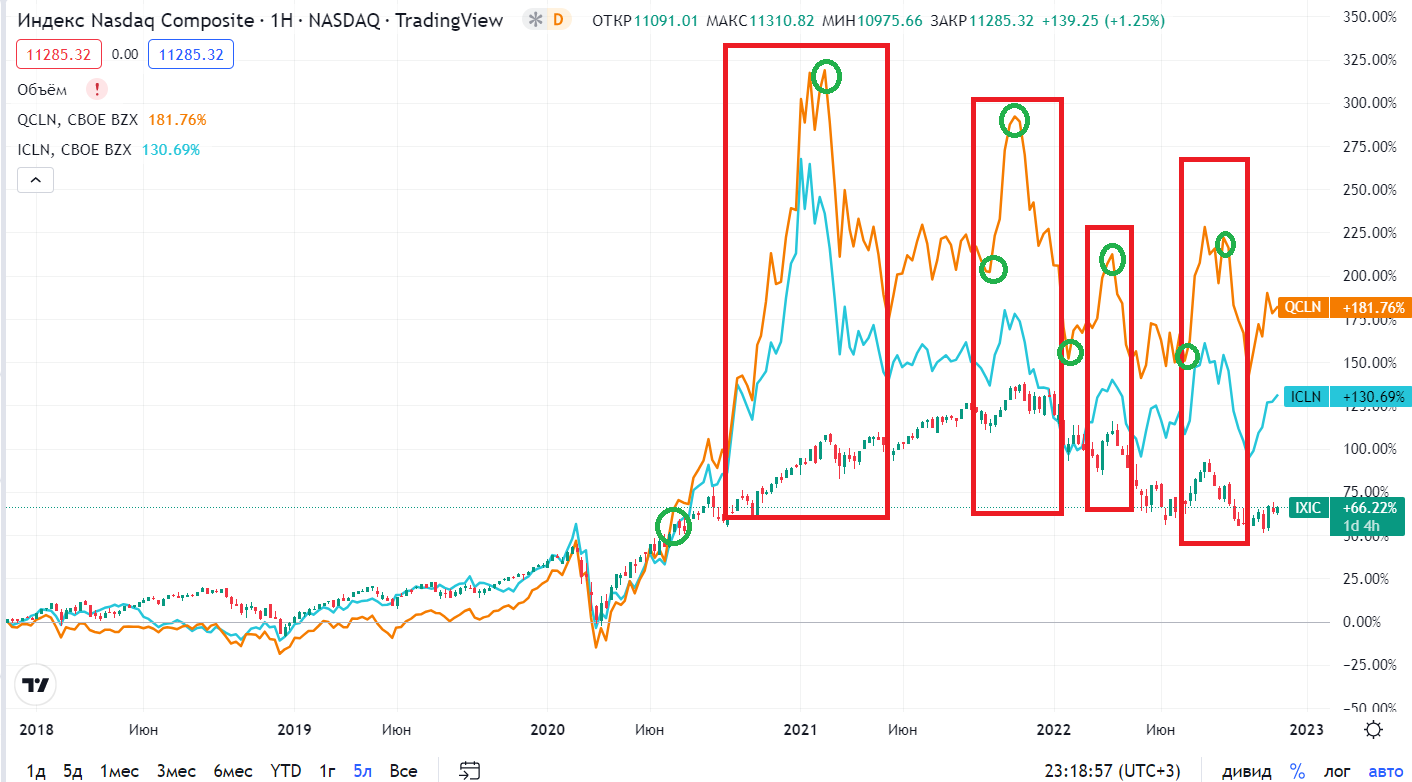 Индекс Nasdaq Composite · 1Н · NASDAQ · TradingView D ОТКР11091.01 МАКС11310.82 МИН10975.66 ЗАКР11285.32 +139.25 (+1.25%)
11285.32 0.00 11285.32
Объём !
QCLN, CBOE BZX 181.76%
ICLN, CBOE BZX 130.69%
350.00%
325.00%
300.00%
275.00%
250.00%
225.00%
200.00%
QCLN +181.76%
175.00%
150.00%
ICLN +130.69%
125.00%
100.00%
75.00%
IXIC +66.22%
1d 4h
50.00%
25.00%
0.00%
−25.00%
−50.00%
2018 Июн 2019 Июн 2020 Июн 2021 Июн 2022 Июн 2023
1д 5д 1мес 3мес 6мес YTD 1г 5л Все 23:18:57 (UTC+3) дивид % лог авто